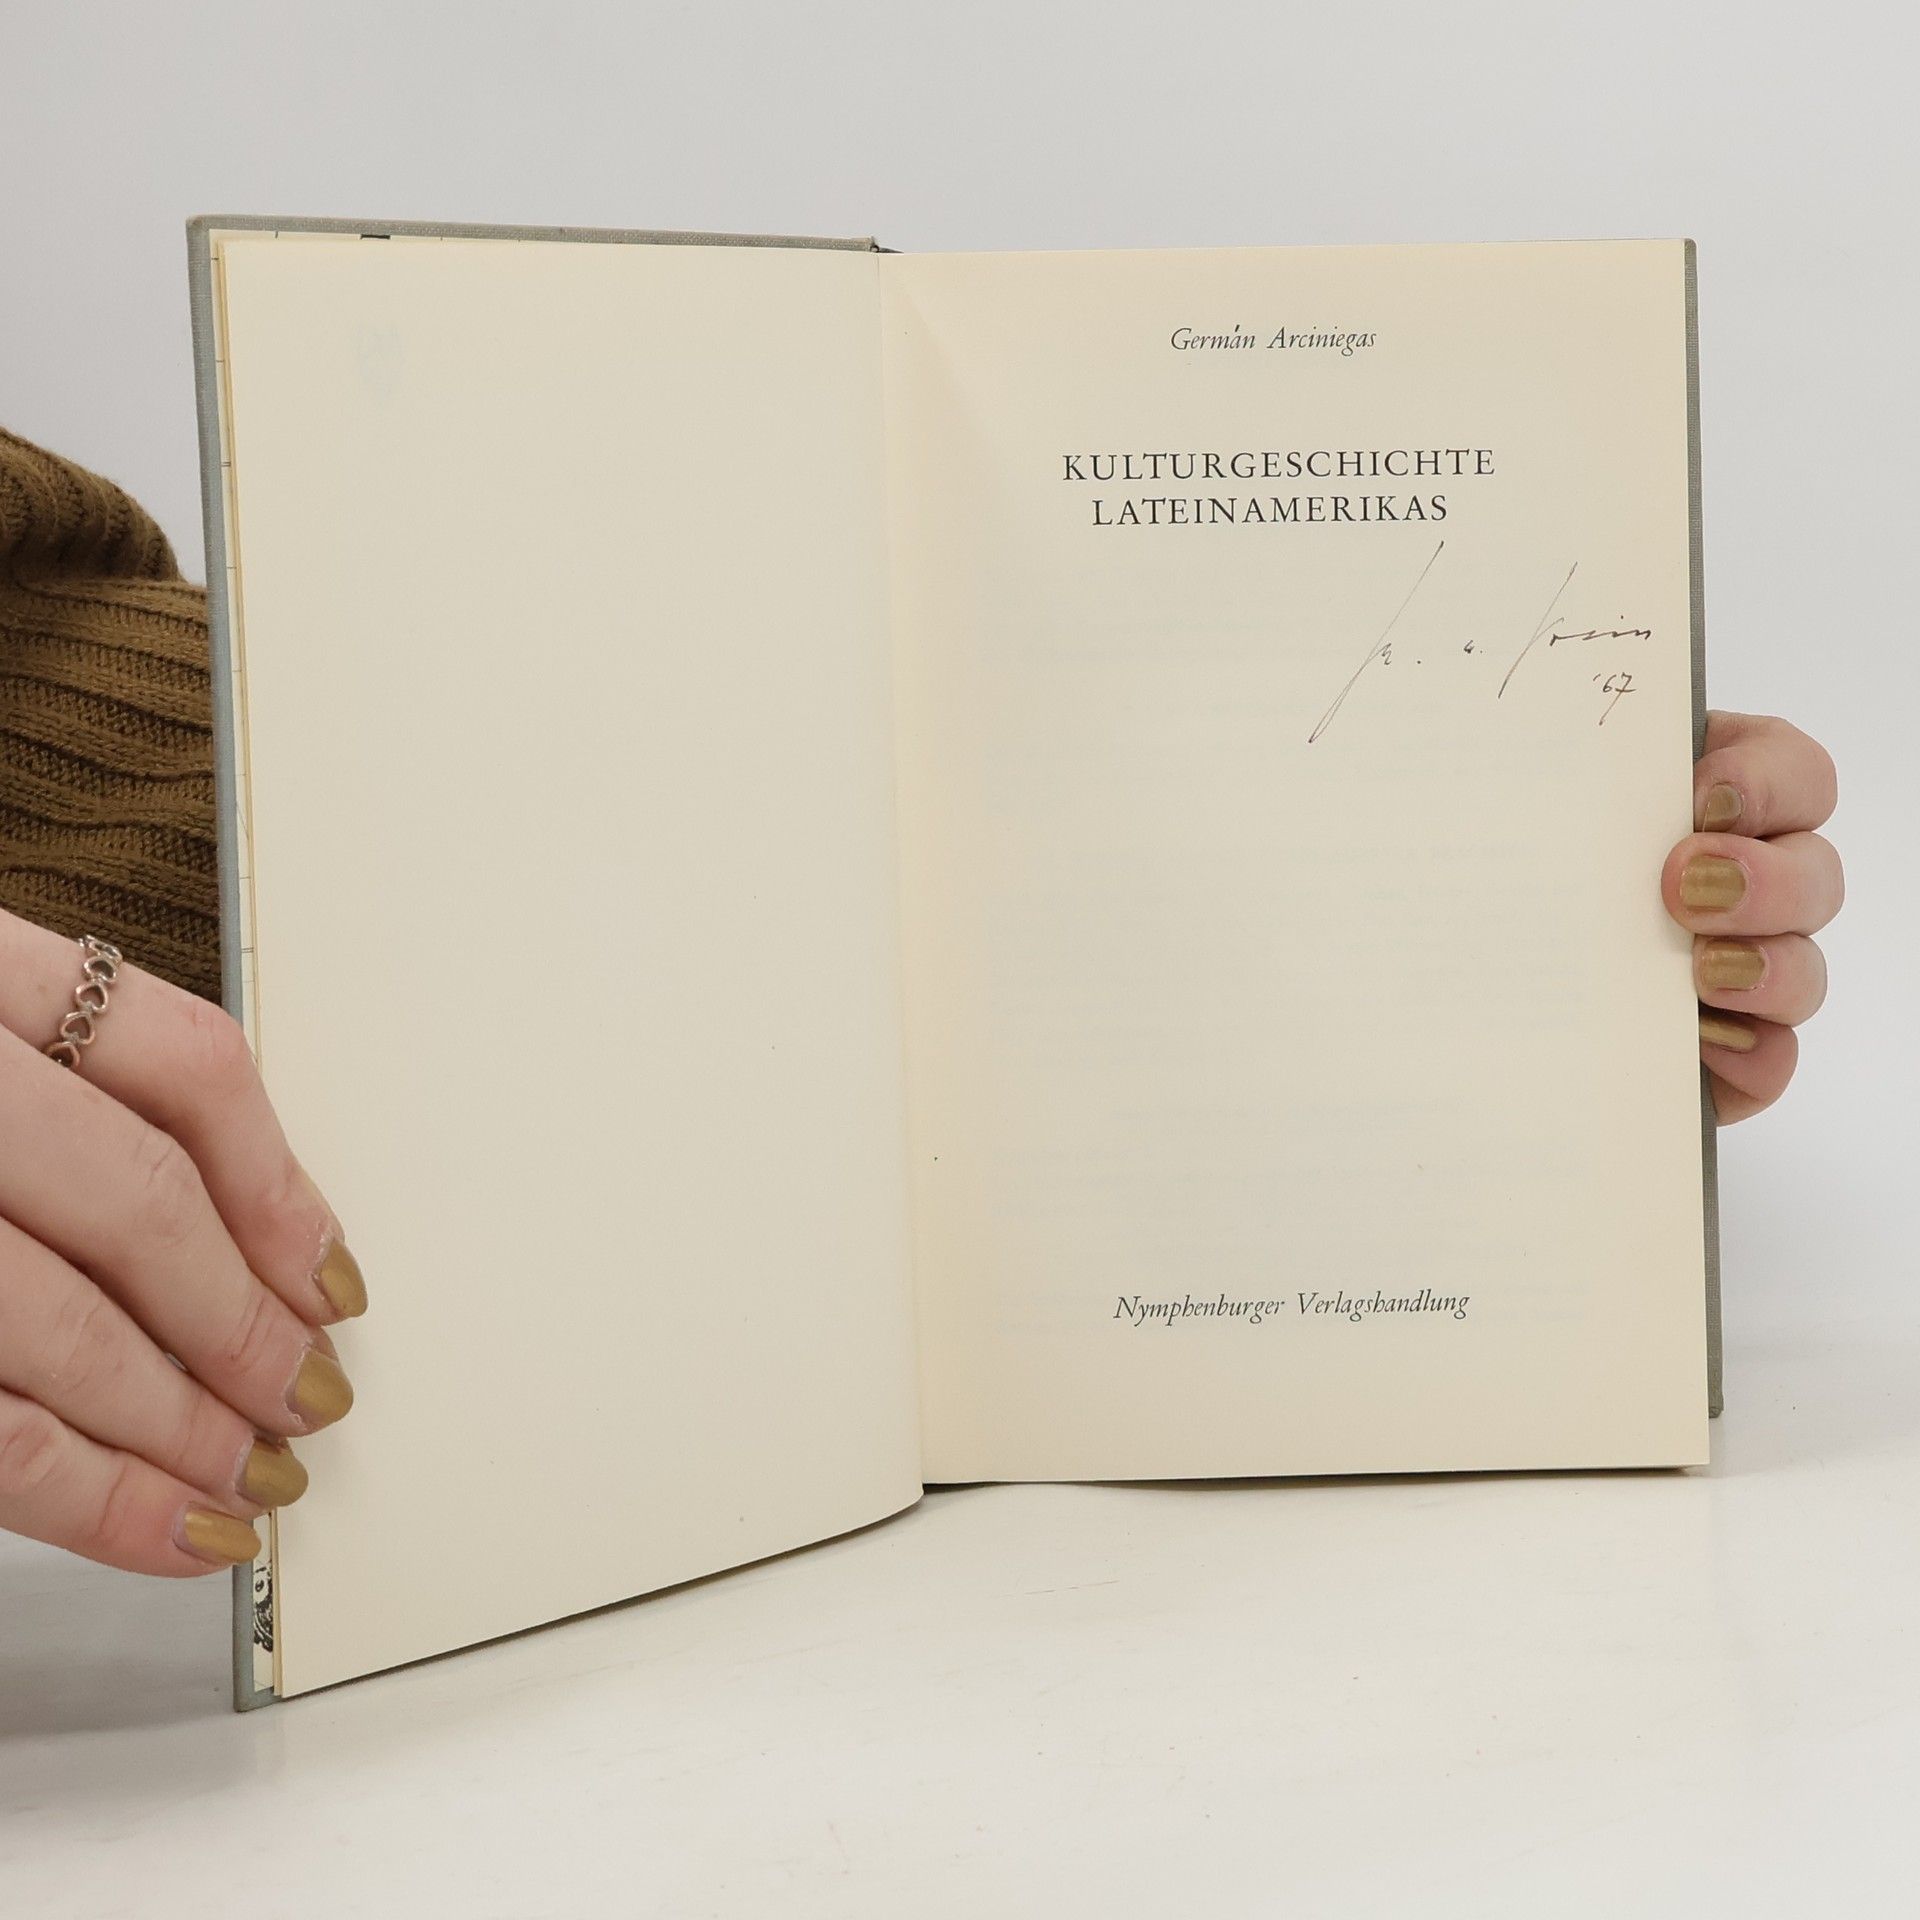 Germán Arciniegas
KULTURGESCHICHTE
LATEINAMERIKAS
'67
Nymphenburger Verlagshandlung